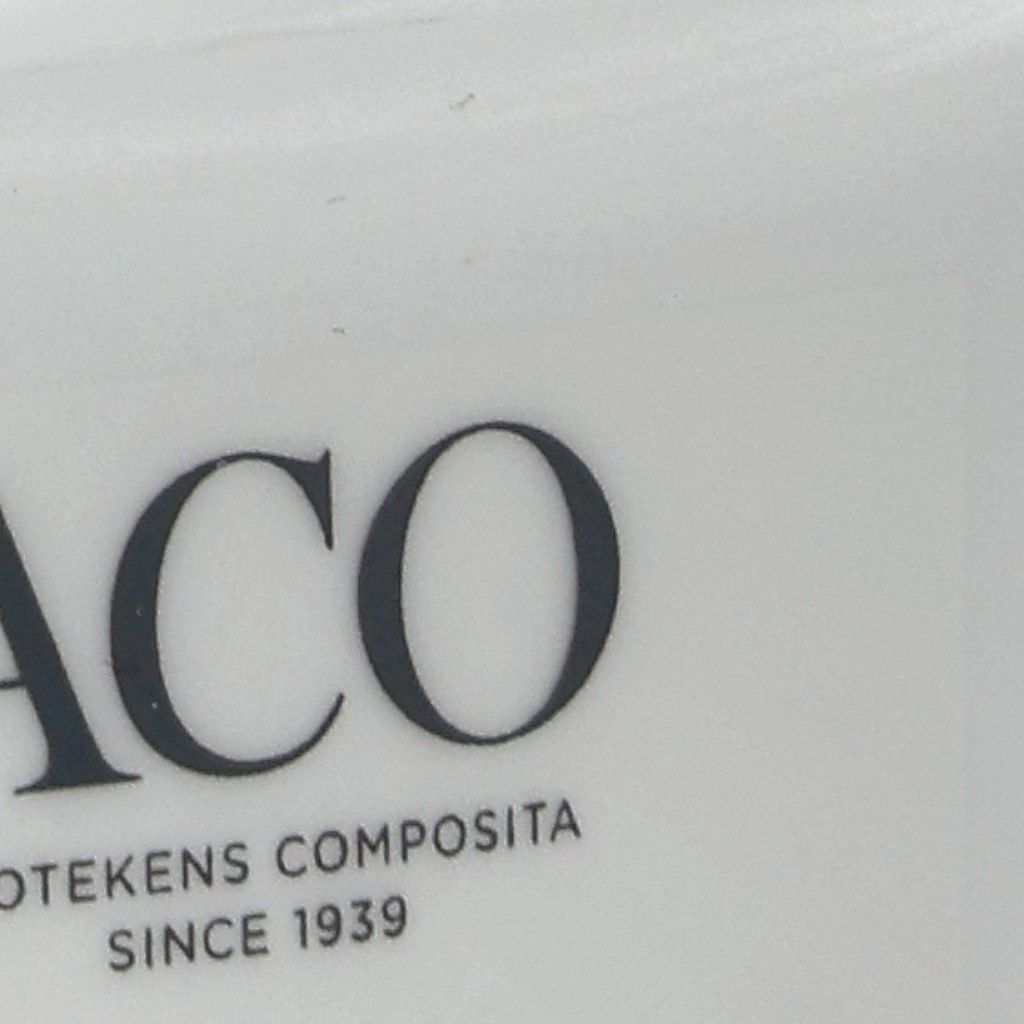 ACO
OTEKENS COMPOSITA
SINCE 1939